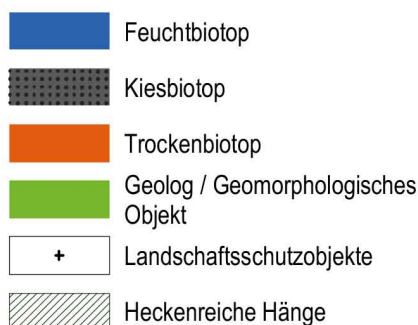 Feuchtbiotop
Kiesbiotop
Trockenbiotop
Geolog / Geomorphologisches
Objekt
Landschaftsschutzobjekte
Heckenreiche Hänge